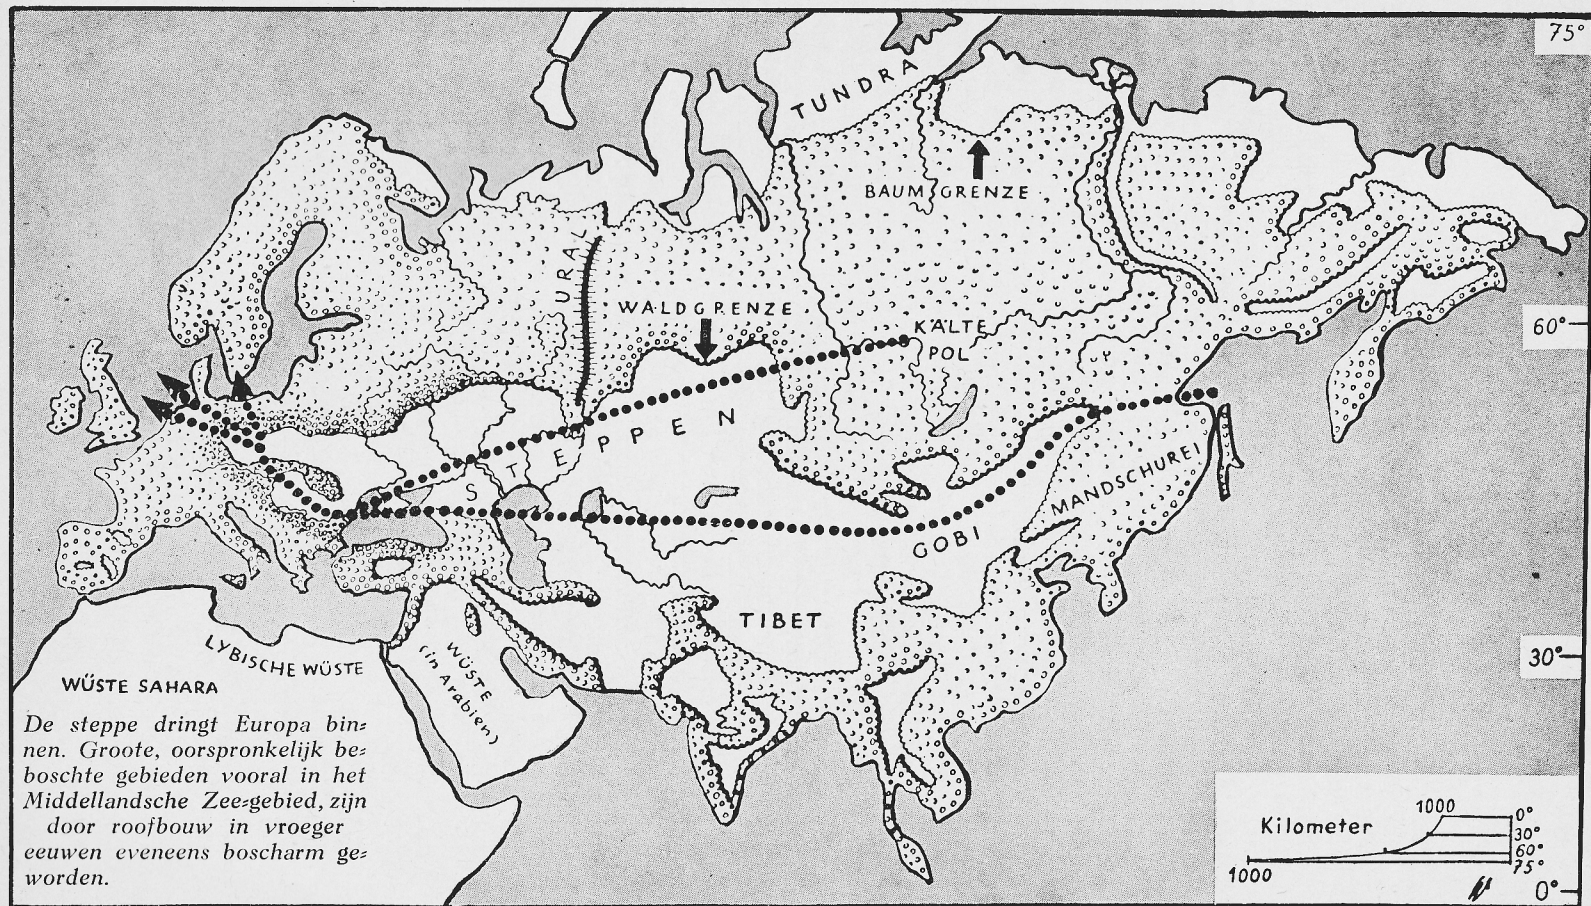 75°
TUNDRA
BAUMGRENZE
URAL
WALDGRENZE
60°
KÄLTE
POL
STEPPEN
MANDSCHUREI
GOBI
TIBET
LYBISCHE WÜSTE
WÜSTE
(in Arabien)
30°
WÜSTE SAHARA
De steppe dringt Europa bin=
nen. Groote, oorspronkelijk be=
boschte gebieden vooral in het
Middellandsche Zee=gebied, zijn
door roofbouw in vroeger
eeuwen eveneens boscharm ge=
worden.
1000
0°
Kilometer
30°
60°
75°
1000
0°